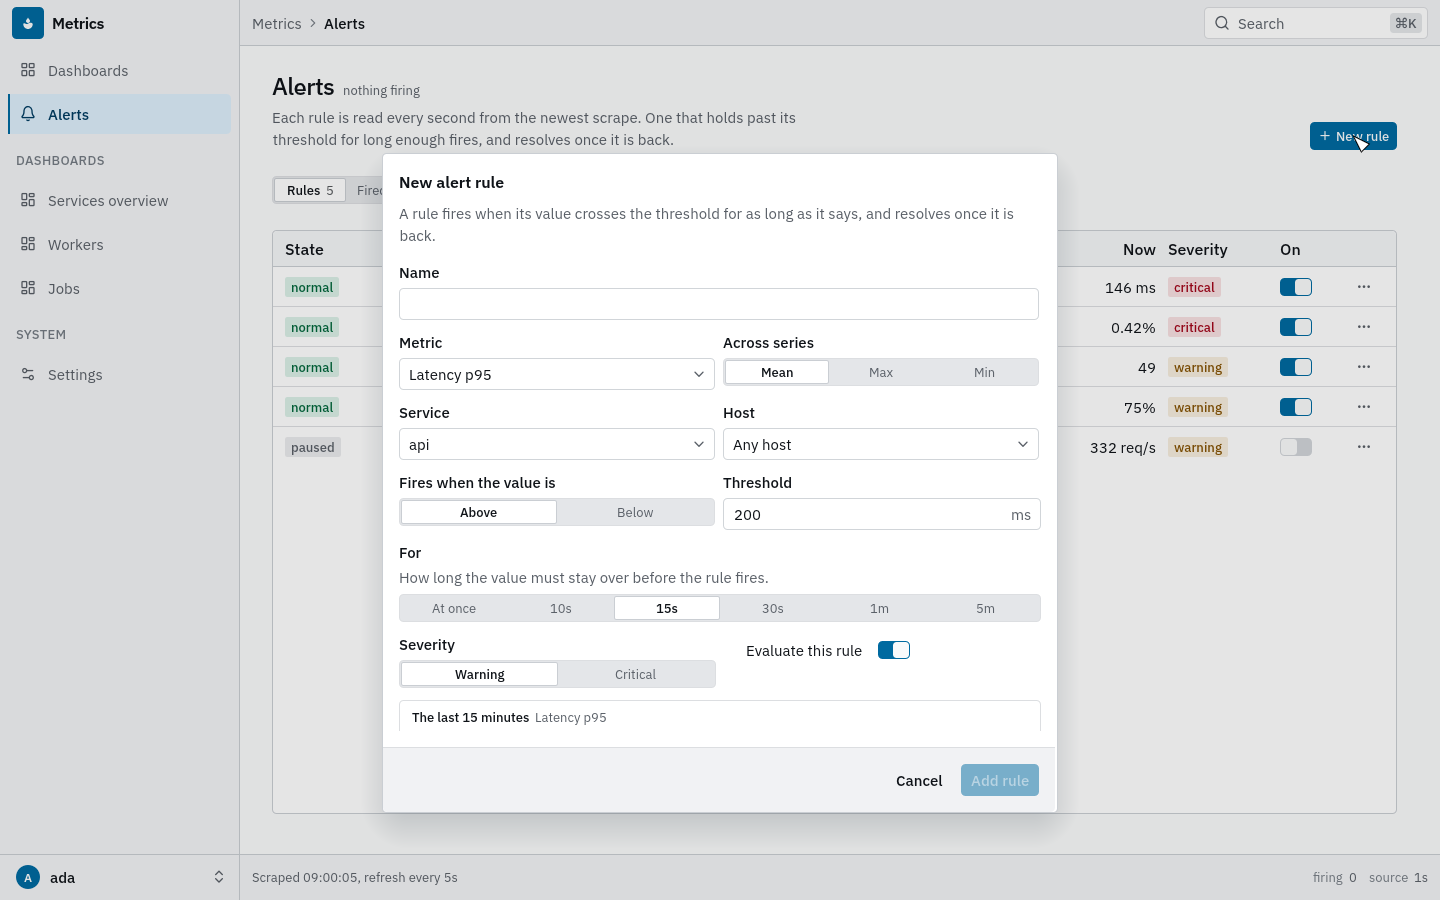 Metrics
Metrics > Alerts
Search
⌘K
Dashboards
Alerts
DASHBOARDS
Services overview
Workers
Jobs
SYSTEM
Settings
Alerts nothing firing
Each rule is read every second from the newest scrape. One that holds past its
threshold for long enough fires, and resolves once it is back.
+ New rule
Rules 5
State
Now Severity On
normal 146 ms critical
normal 0.42% critical
normal 49 warning
normal 75% warning
paused 332 req/s warning
New alert rule
A rule fires when its value crosses the threshold for as long as it says, and resolves once it is
back.
Name
Metric
Across series
Latency p95
Mean Max Min
Service
Host
api
Any host
Fires when the value is
Threshold
Above Below
200 ms
For
How long the value must stay over before the rule fires.
At once 10s 15s 30s 1m 5m
Severity
Evaluate this rule
Warning Critical
The last 15 minutes Latency p95
Cancel
Add rule
A ada
Scraped 09:00:05, refresh every 5s
firing 0 source 1s